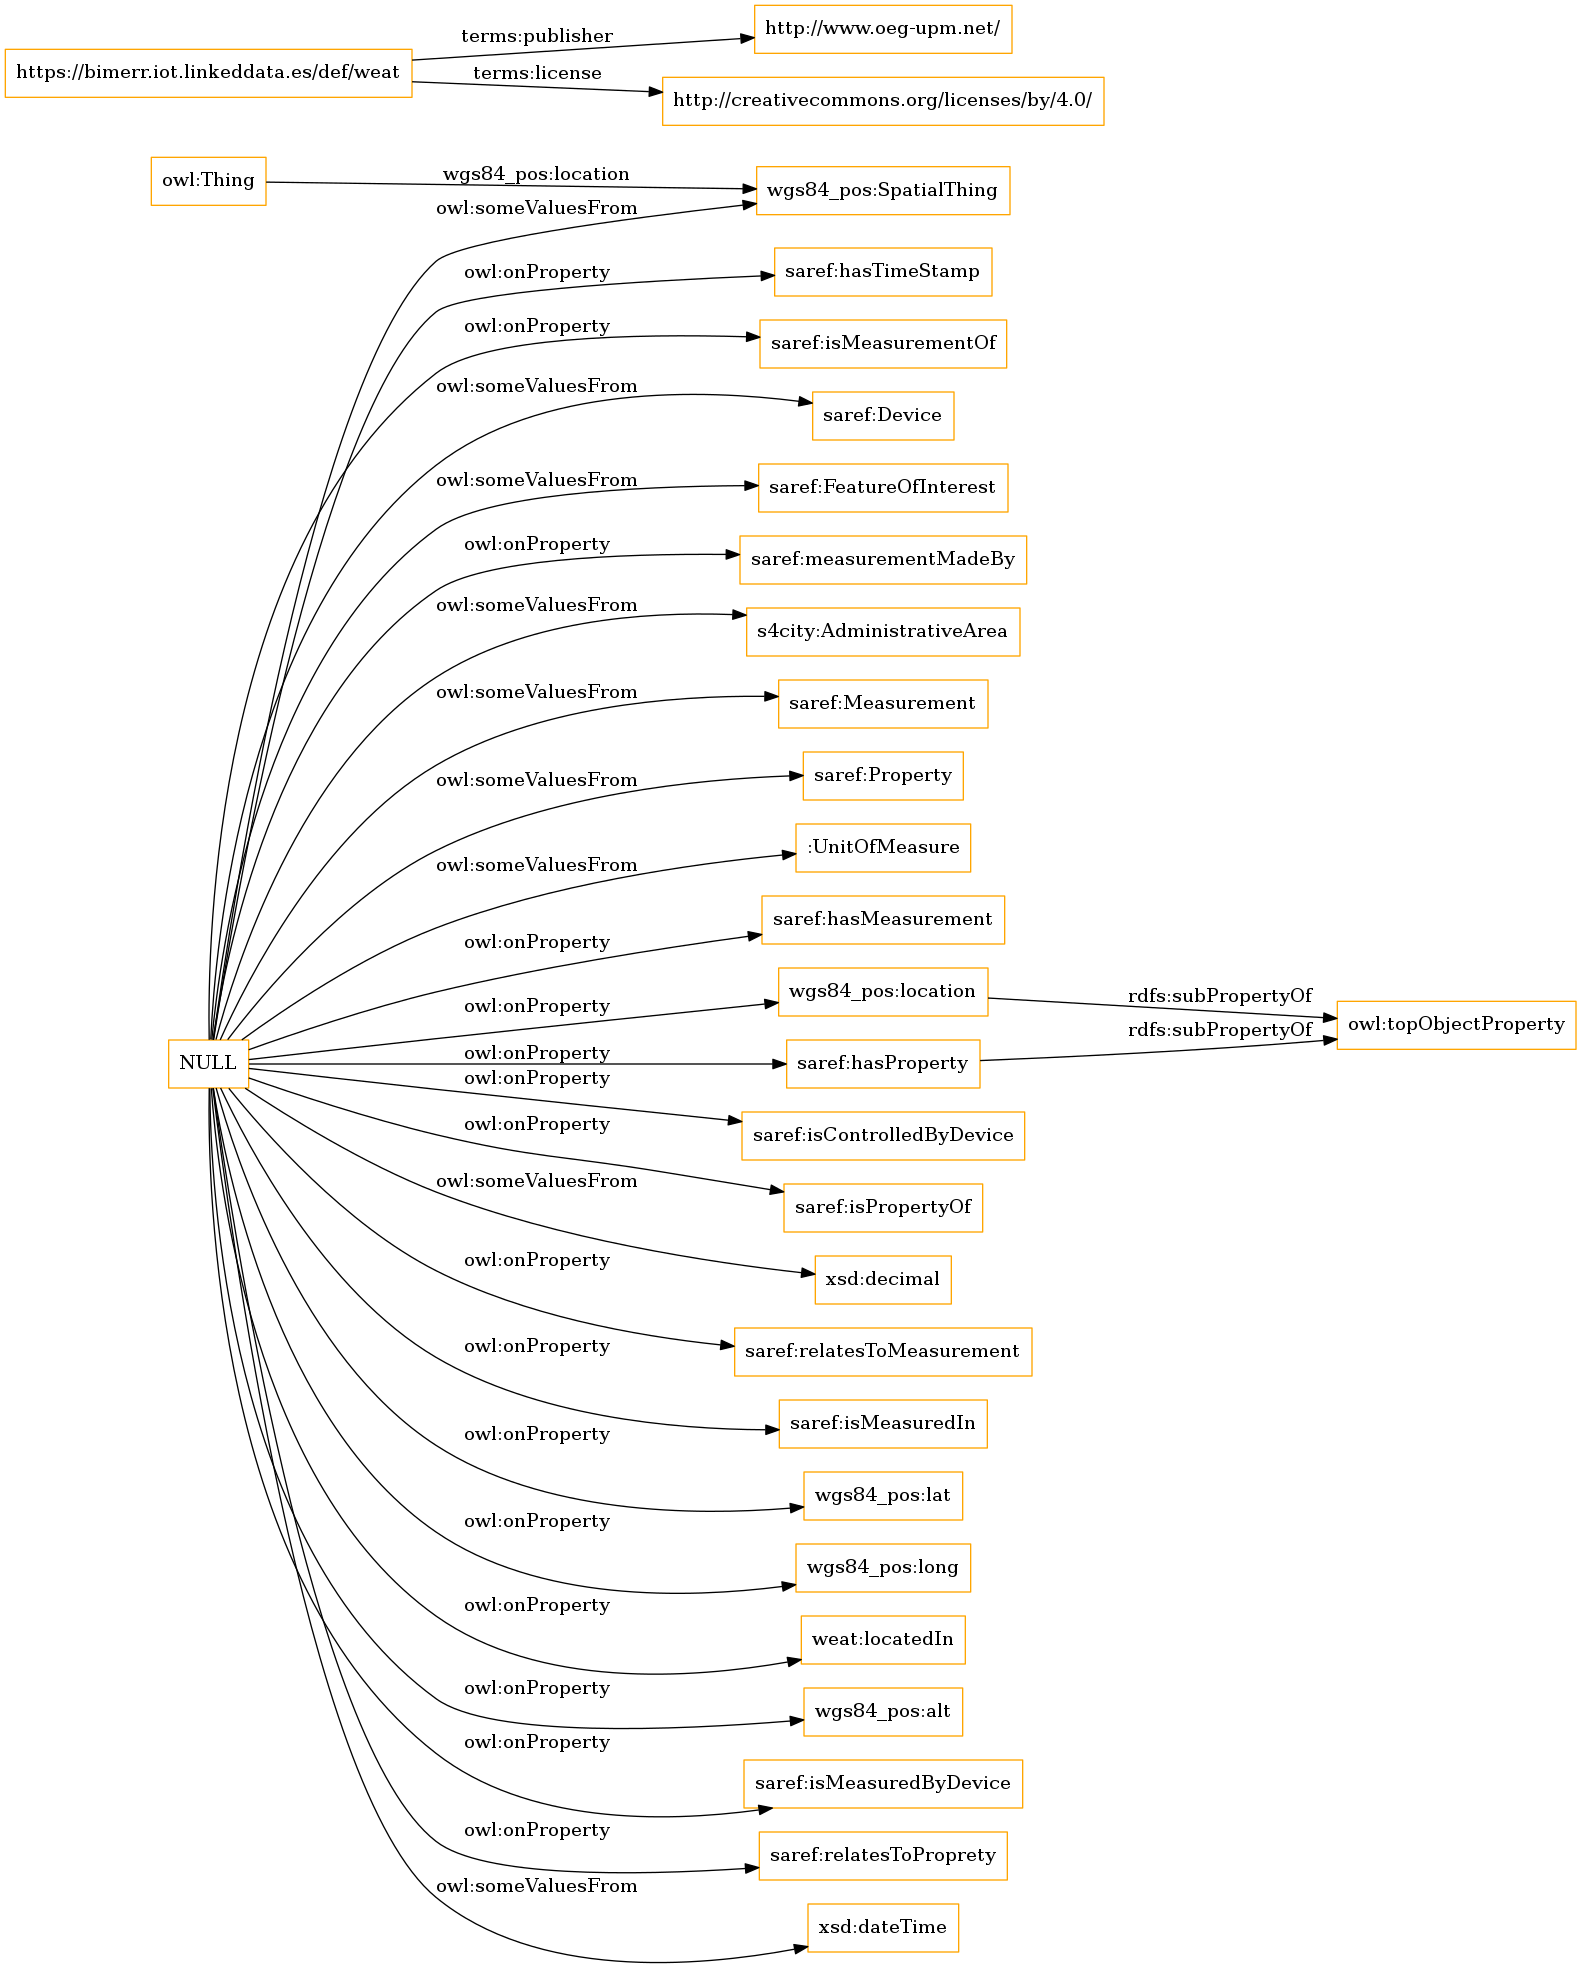 http://www.oeg-upm.net/
terms:publisher
https://bimerr.iot.linkeddata.es/def/weat
terms:license
http://creativecommons.org/licenses/by/4.0/
owl:Thing
wgs84_pos:location
wgs84_pos:SpatialThing
owl:someValuesFrom
owl:onProperty
saref:hasTimeStamp
owl:onProperty
saref:isMeasurementOf
owl:someValuesFrom
saref:Device
owl:someValuesFrom
saref:FeatureOfInterest
owl:onProperty
saref:measurementMadeBy
owl:someValuesFrom
s4city:AdministrativeArea
owl:someValuesFrom
saref:Measurement
owl:someValuesFrom
saref:Property
owl:someValuesFrom
:UnitOfMeasure
owl:onProperty
saref:hasMeasurement
owl:onProperty
wgs84_pos:location
rdfs:subPropertyOf
owl:topObjectProperty
NULL
owl:onProperty
saref:hasProperty
rdfs:subPropertyOf
owl:onProperty
saref:isControlledByDevice
owl:onProperty
saref:isPropertyOf
owl:someValuesFrom
xsd:decimal
owl:onProperty
saref:relatesToMeasurement
owl:onProperty
saref:isMeasuredIn
owl:onProperty
wgs84_pos:lat
owl:onProperty
wgs84_pos:long
owl:onProperty
weat:locatedIn
owl:onProperty
wgs84_pos:alt
owl:onProperty
saref:isMeasuredByDevice
owl:onProperty
saref:relatesToProprety
owl:someValuesFrom
xsd:dateTime